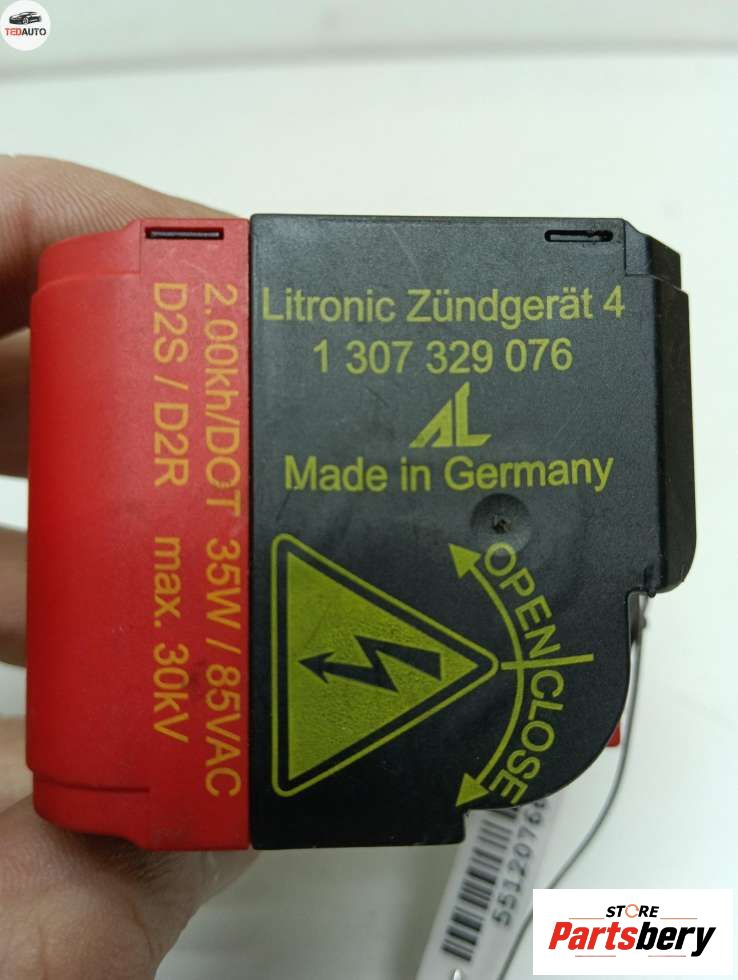 TEDAUTO
Litronic Zündgerät 4
1 307 329 076
AL
Made in Germany
OPEN/CLOSE
2.00kh/DOT 35W / 85VAC
D2S / D2R max. 30kV
STORE
Partsbery